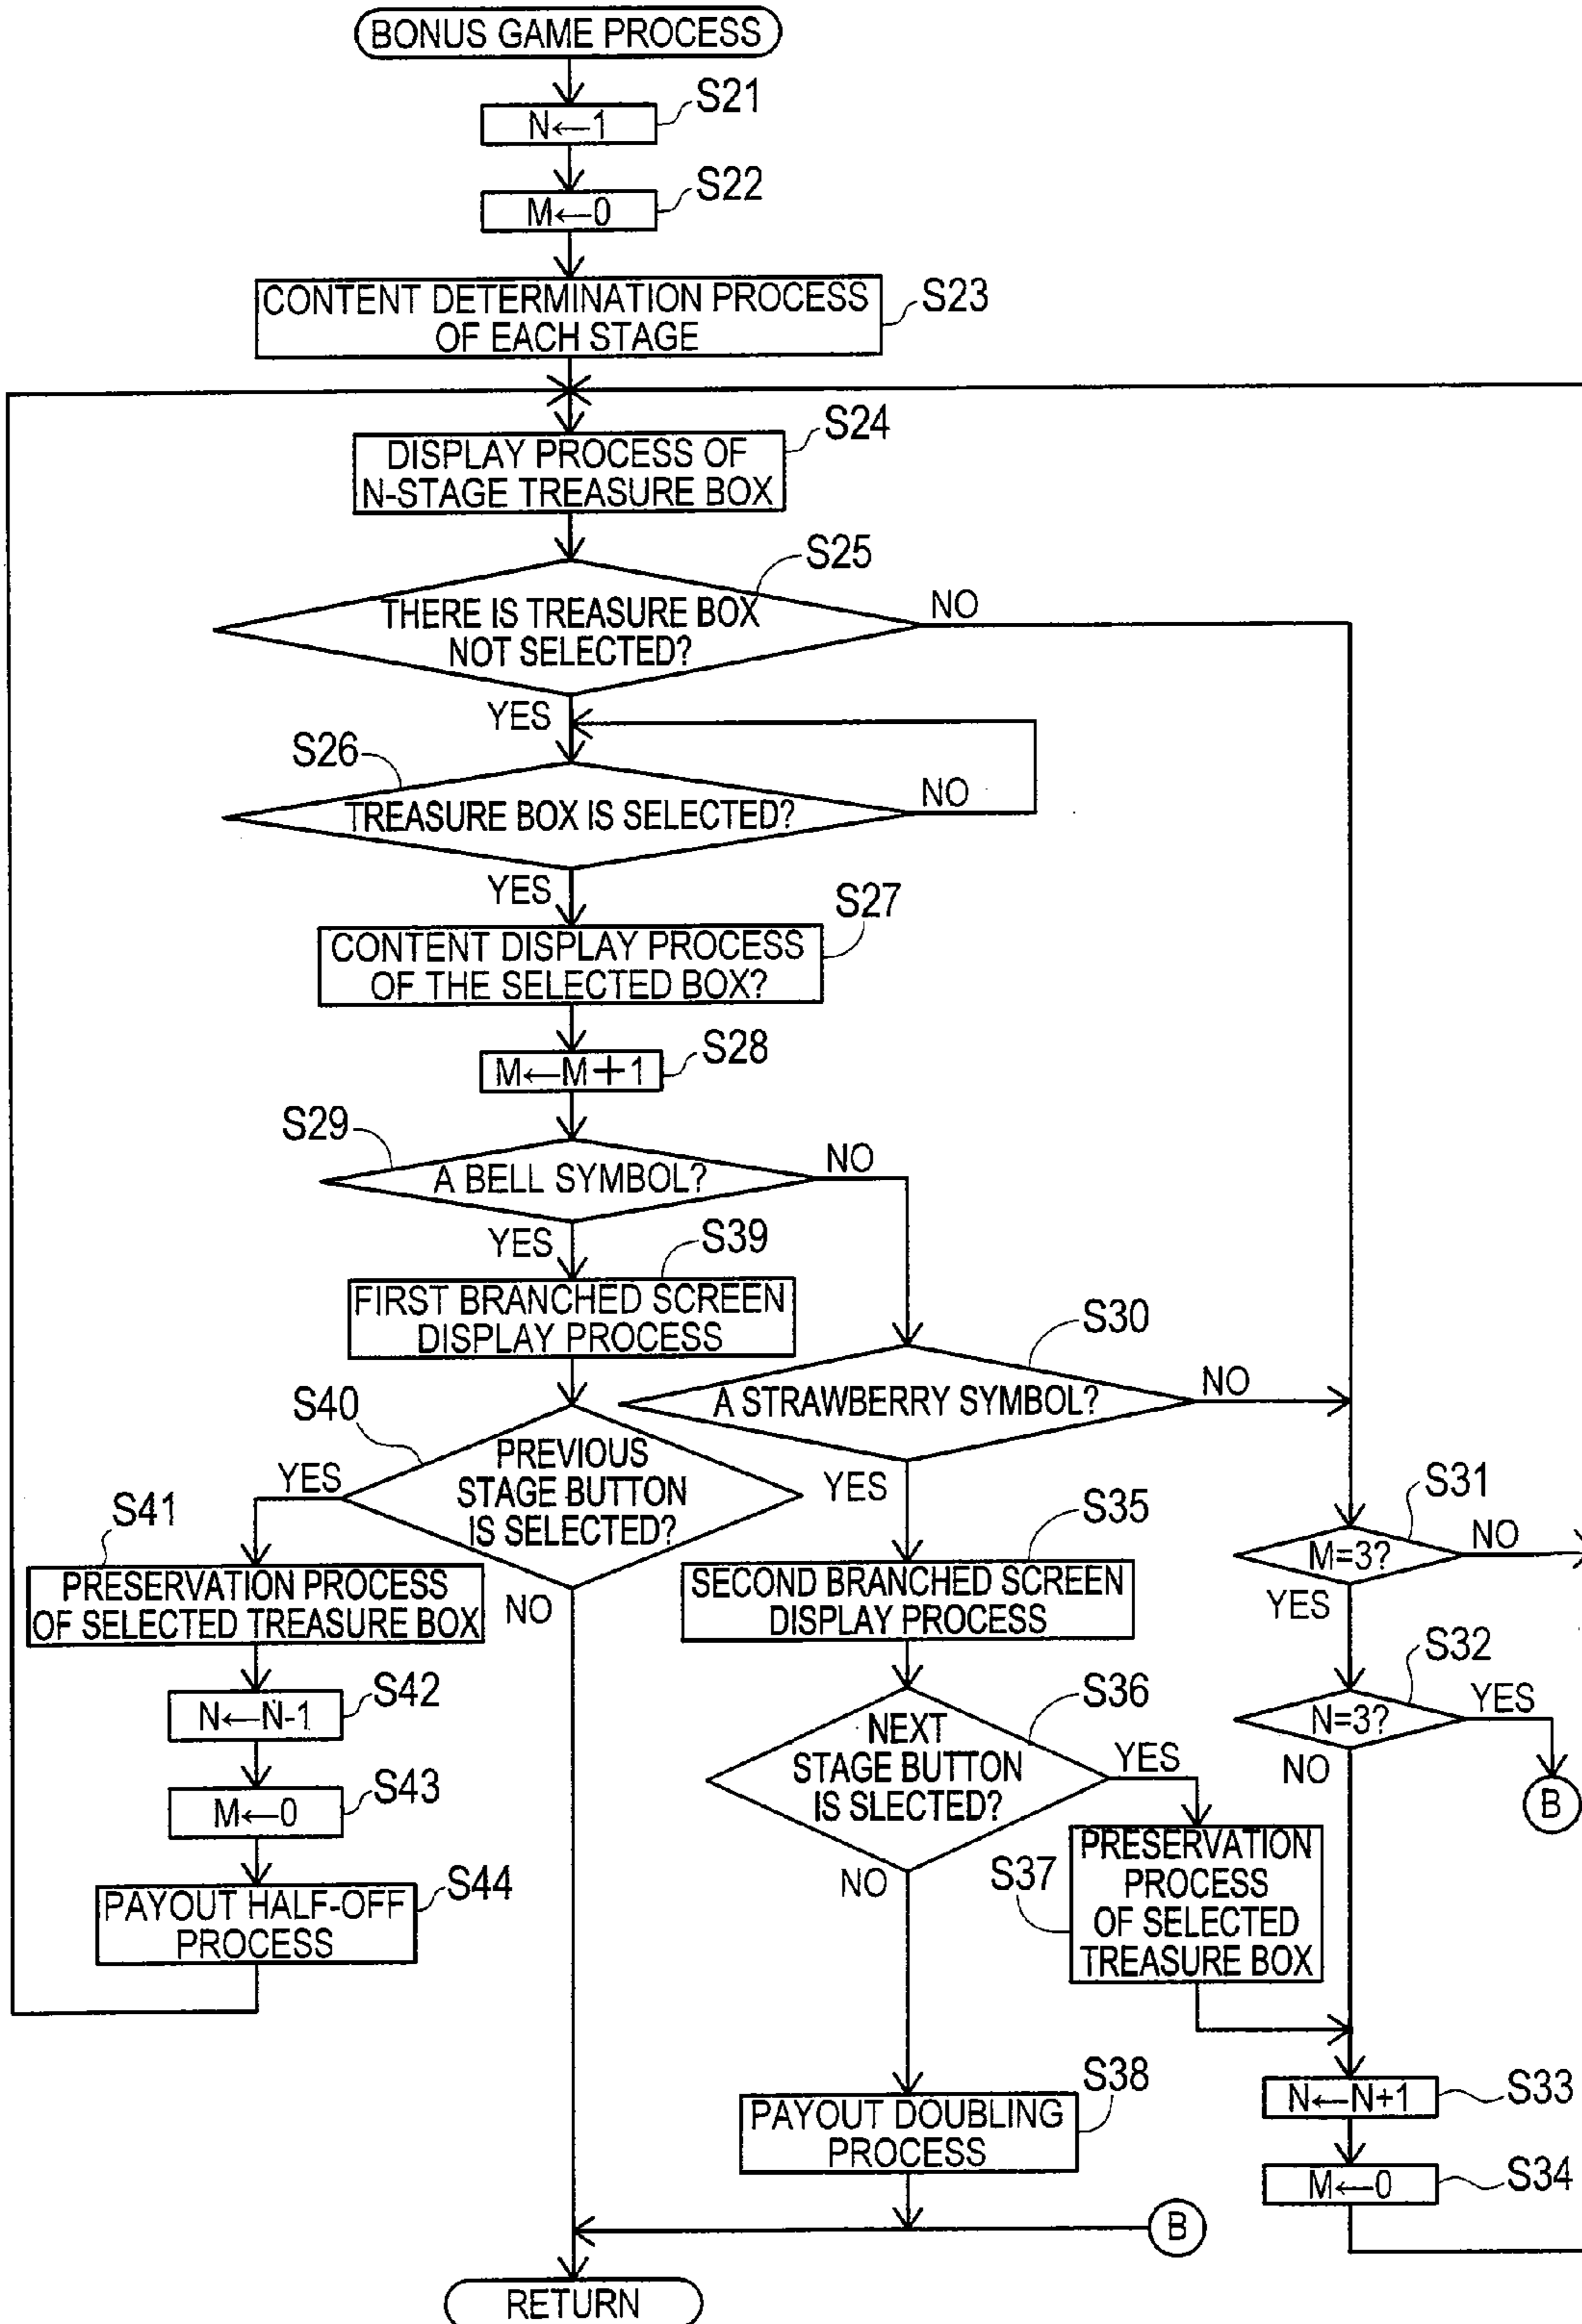 BONUS GAME PROCESS
S21
N←1
S22
M←0
S23
CONTENT DETERMINATION PROCESS
OF EACH STAGE
S24
DISPLAY PROCESS OF
N-STAGE TREASURE BOX
S25
THERE IS TREASURE BOX
NOT SELECTED?
NO
YES
S26
TREASURE BOX IS SELECTED?
NO
YES
S27
CONTENT DISPLAY PROCESS
OF THE SELECTED BOX?
S28
M←M+1
S29
A BELL SYMBOL?
NO
YES
S39
FIRST BRANCHED SCREEN
DISPLAY PROCESS
S30
A STRAWBERRY SYMBOL?
NO
YES
S40
PREVIOUS
STAGE BUTTON
IS SELECTED?
YES
NO
S41
PRESERVATION PROCESS
OF SELECTED TREASURE BOX
S42
N←N-1
S43
M←0
S44
PAYOUT HALF-OFF
PROCESS
S35
SECOND BRANCHED SCREEN
DISPLAY PROCESS
S36
NEXT
STAGE BUTTON
IS SLECTED?
YES
NO
S37
PRESERVATION
PROCESS
OF SELECTED
TREASURE BOX
S38
PAYOUT DOUBLING
PROCESS
S31
M=3?
NO
YES
S32
N=3?
YES
NO
B
S33
N←N+1
S34
M←0
B
RETURN